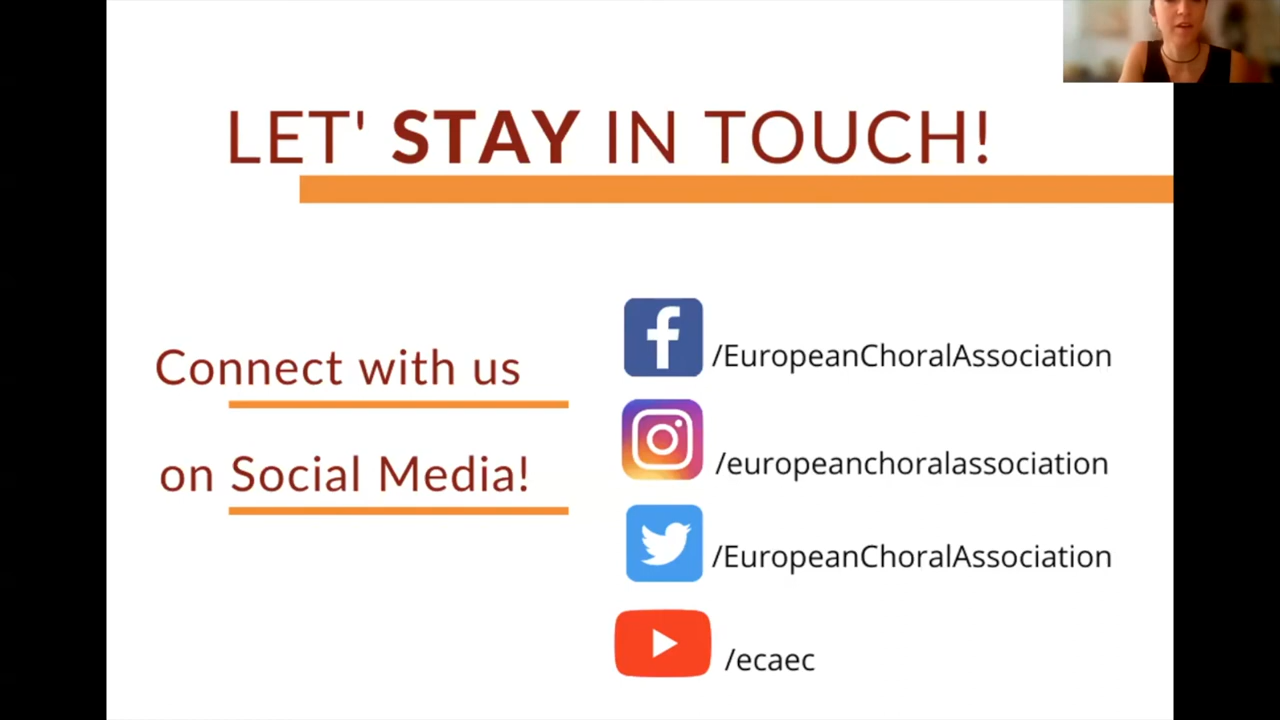 LET' STAY IN TOUCH!
Connect with us
on Social Media!
/EuropeanChoralAssociation
/europeanchoralassociation
/EuropeanChoralAssociation
/ecaec